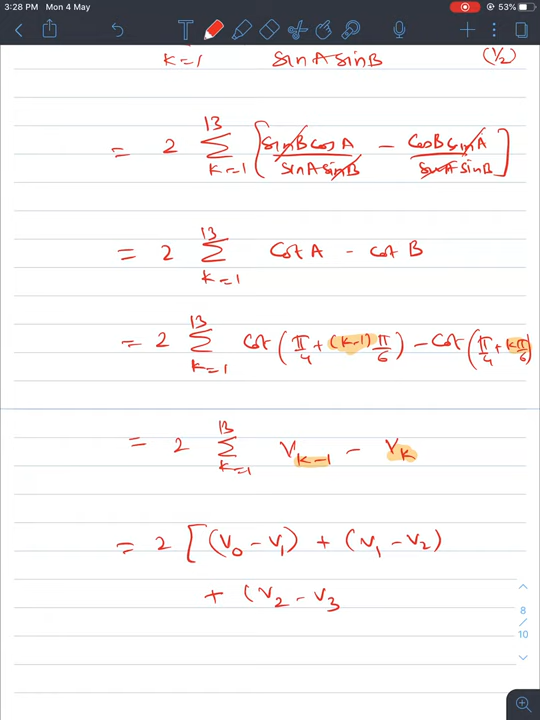 3:28 PM Mon 4 May 53%
T
k=1 sinA sinB (1/2)
= 2 13∑k=1 [ sinB cosA / sinA sinB − cosB sinA / sinA sinB ]
= 2 13∑k=1 cot A − cot B
= 2 13∑k=1 cot(π/4 + (k-1)π/6) − cot(π/4 + kπ/6)
= 2 13∑k=1 V_{k-1} − V_k
= 2 [ (V_0 − V_1) + (V_1 − V_2)
+ (V_2 − V_3
8
/
10